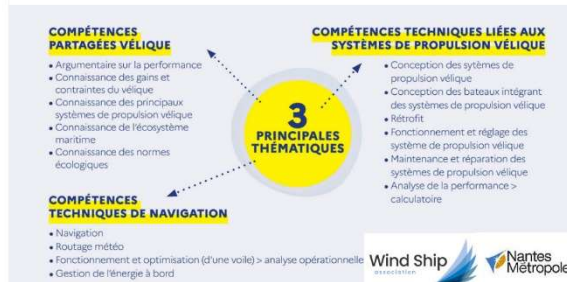 COMPÉTENCES
PARTAGÉES VÉLIQUE
• Argumentaire sur la performance
• Connaissance des gains et
contraintes du vélique
• Connaissance des principaux
systèmes de propulsion vélique
• Connaissance de l'écosystème
maritime
• Connaissance des normes
écologiques
COMPÉTENCES TECHNIQUES LIÉES AUX
SYSTÈMES DE PROPULSION VÉLIQUE
• Conception des sytèmes de
propulsion vélique
• Conception des bateaux intégrant
des systèmes de propulsion vélique
• Rétrofit
• Fonctionnement et réglage des
système de propulsion vélique
• Maintenance et réparation des
systèmes de propulsion vélique
• Analyse de la performance >
calculatoire
3
PRINCIPALES
THÉMATIQUES
COMPÉTENCES
TECHNIQUES DE NAVIGATION
• Navigation
• Routage météo
• Fonctionnement et optimisation (d'une voile) > analyse opérationnelle
• Gestion de l'énergie à bord
Wind Ship
association
Nantes
Métropole